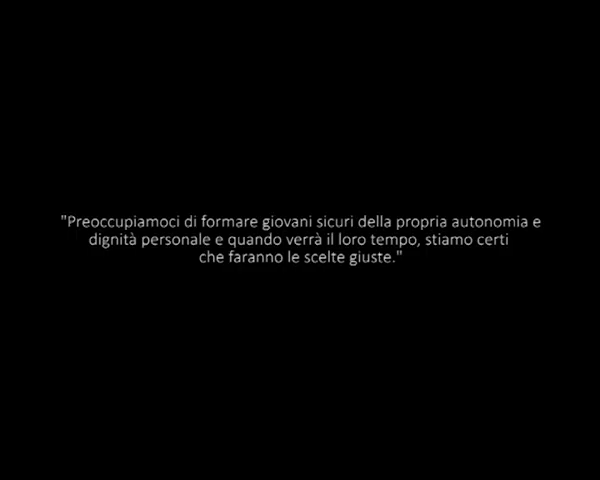 "Preoccupiamoci di formare giovani sicuri della propria autonomia e
dignità personale e quando verrà il loro tempo, stiamo certi
che faranno le scelte giuste."